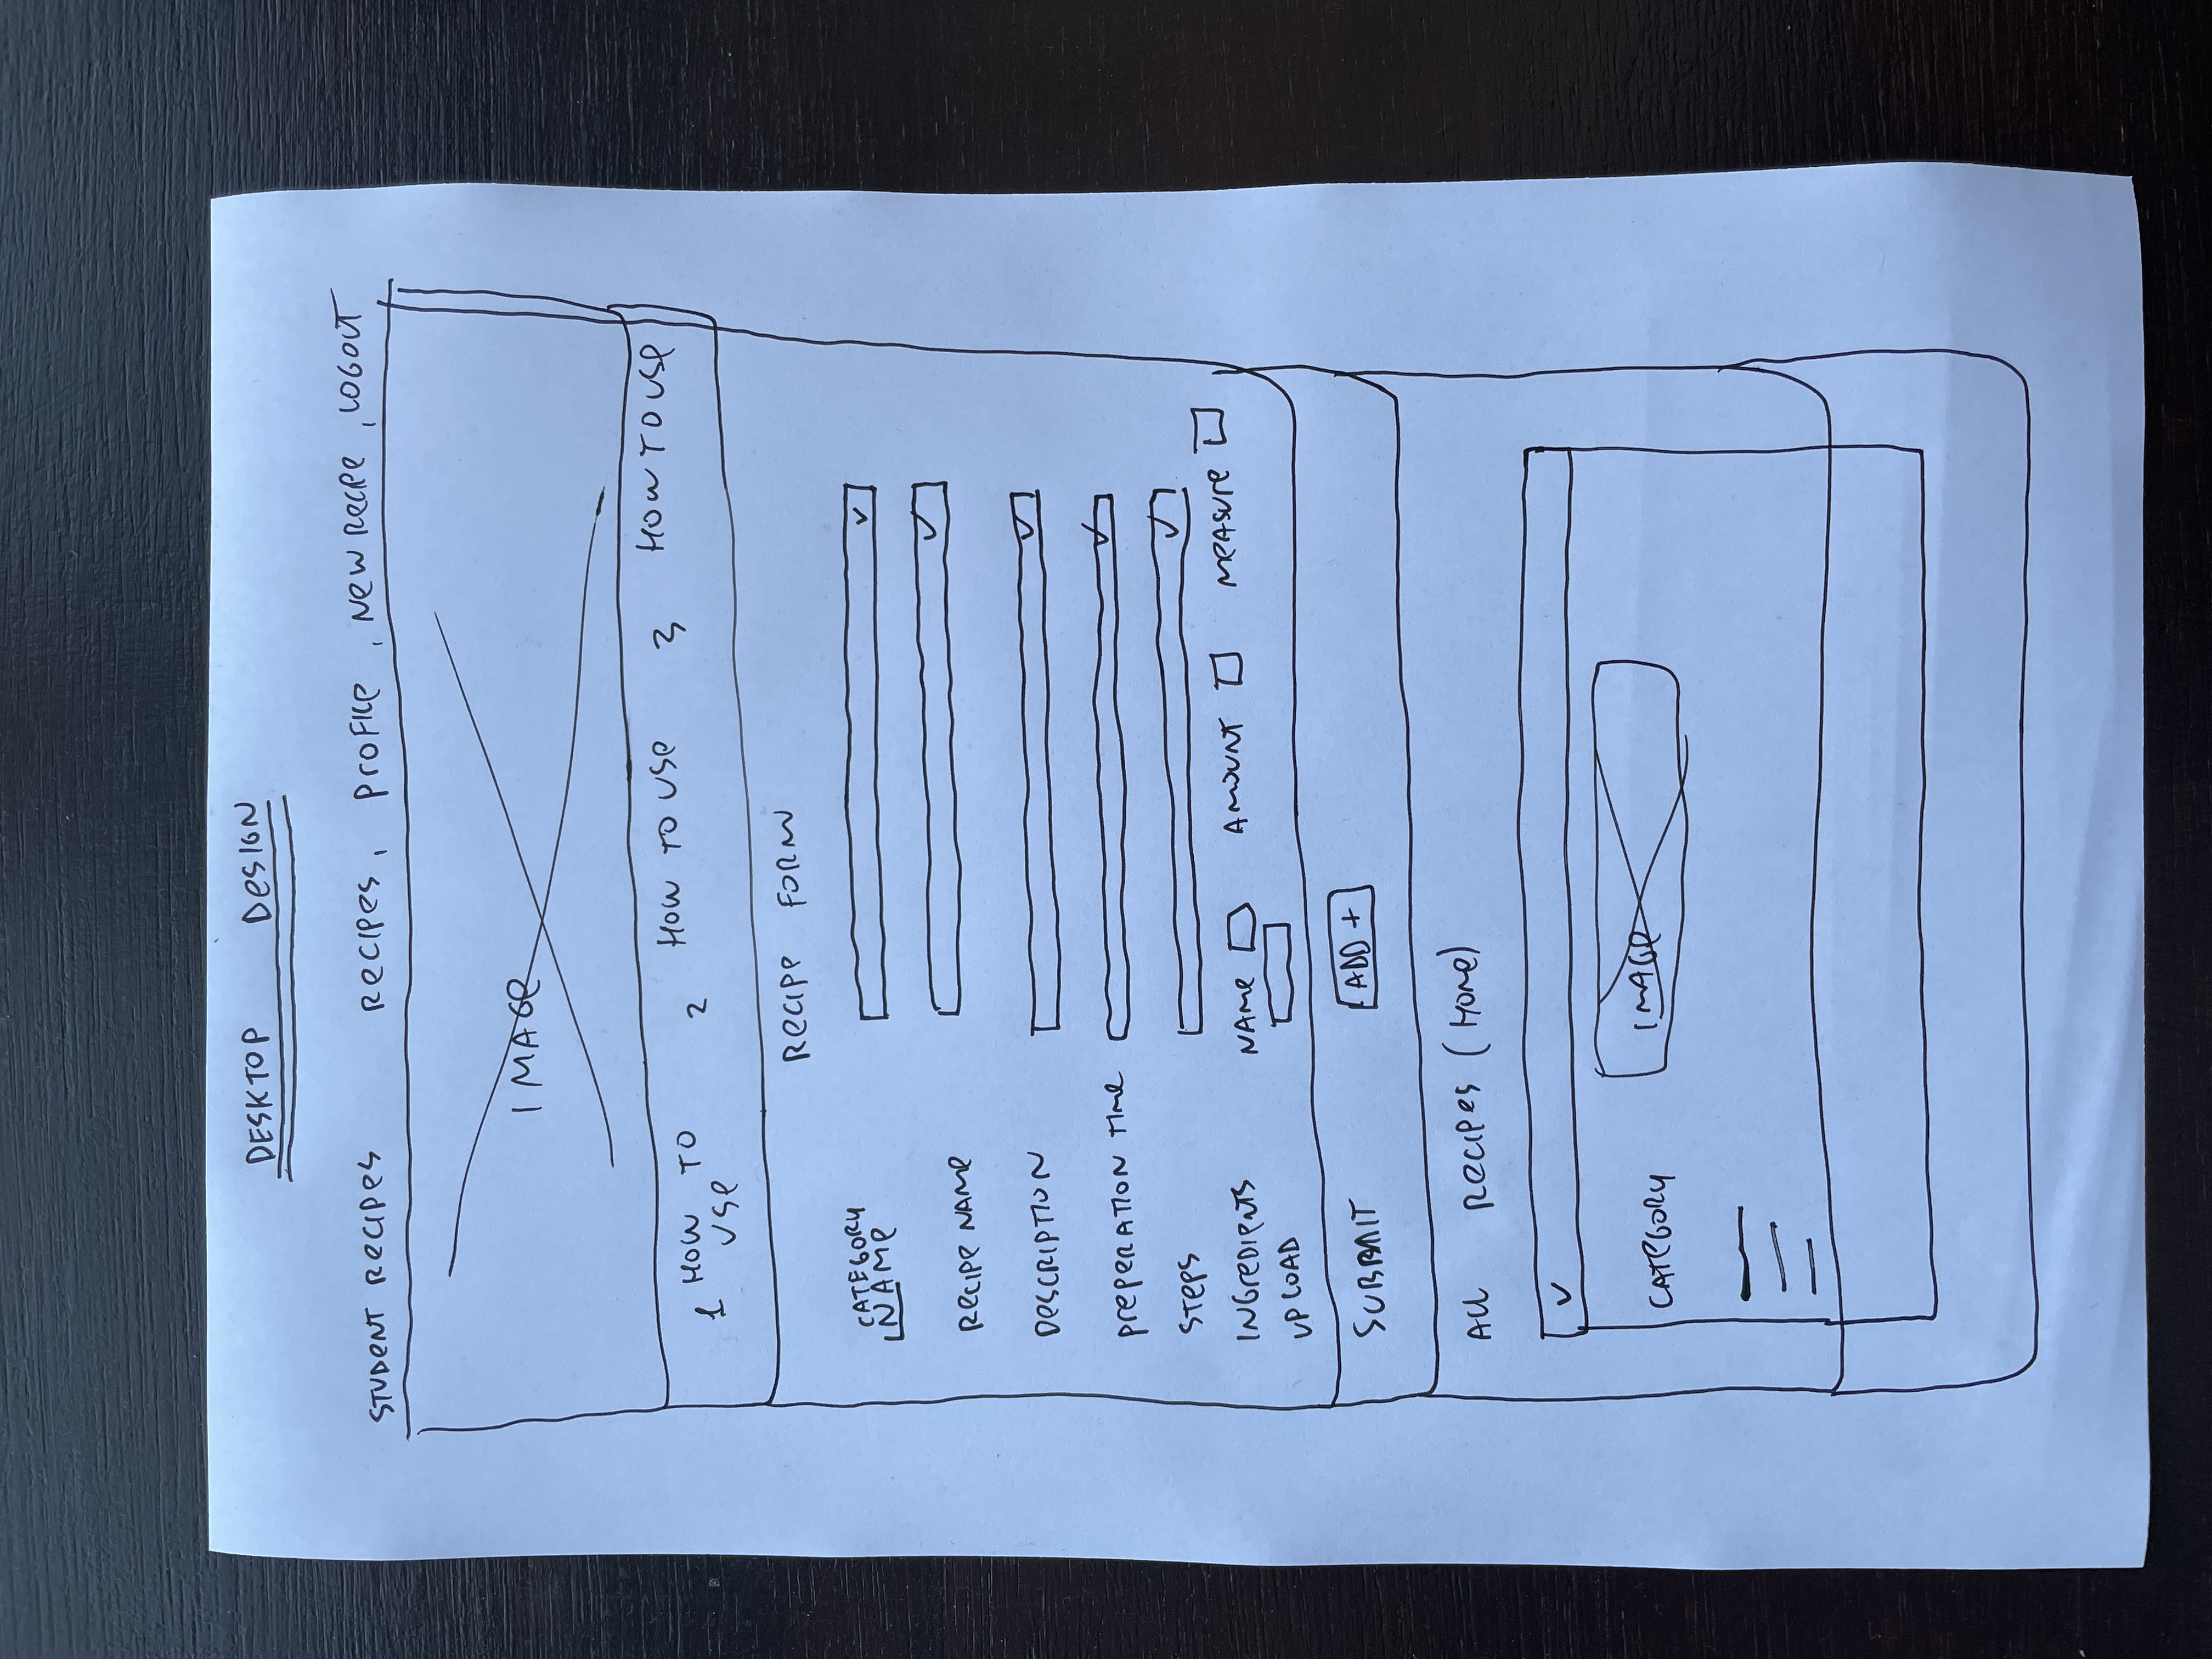 DESKTOP DESIGN
STUDENT RECIPES RECIPES, PROFILE, NEW RECIPE, LOGOUT
IMAGE
1 HOW TO USE 2 HOW TO USE 3 HOW TO USE
RECIPE FORM
CATEGORY
NAME
RECIPE NAME
DESCRIPTION
PREPERATION TIME
STEPS
INGREDIENTS NAME AMOUNT MEASURE
UPLOAD
SUBMIT ADD +
ALL RECIPES (HOME)
CATEGORY IMAGE